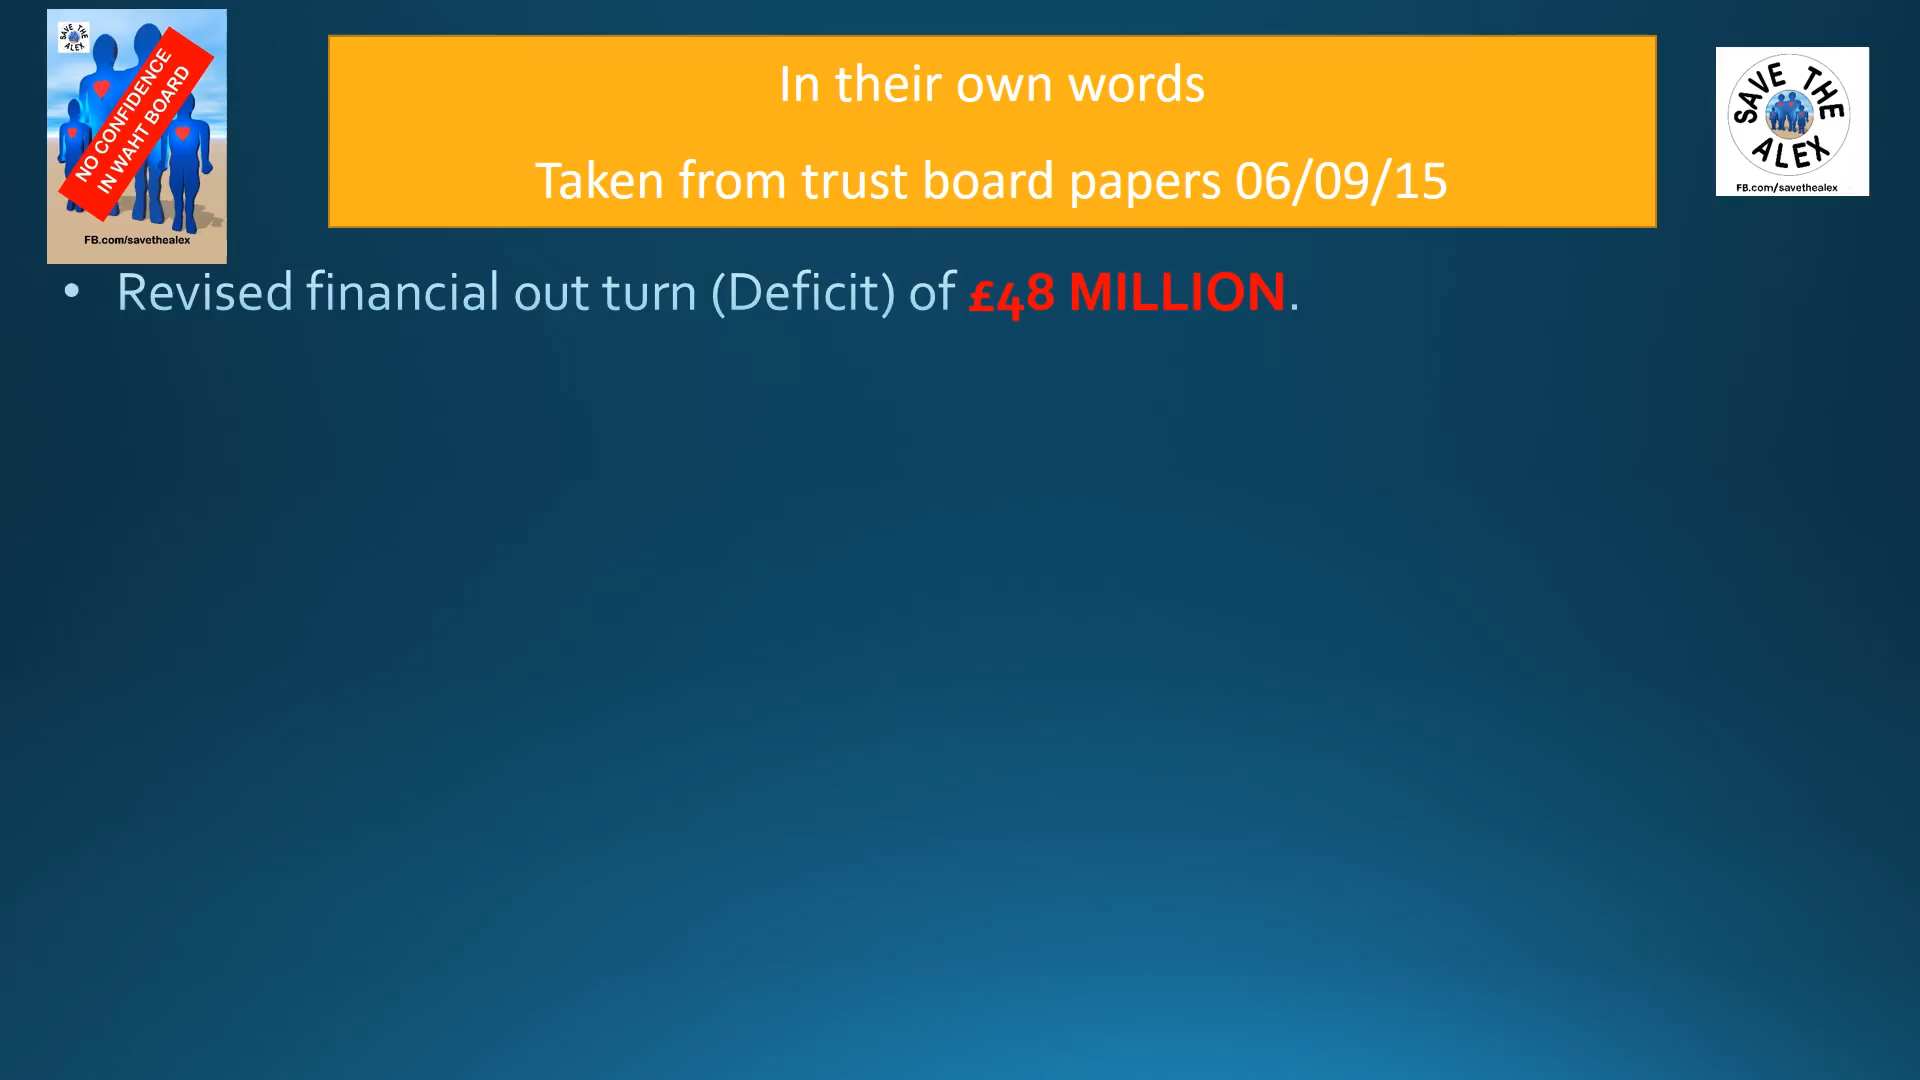 SAVE THE
ALEX
NO CONFIDENCE
IN WAHT BOARD
FB.com/savethealex
In their own words
Taken from trust board papers 06/09/15
SAVE THE
ALEX
FB.com/savethealex
• Revised financial out turn (Deficit) of £48 MILLION.